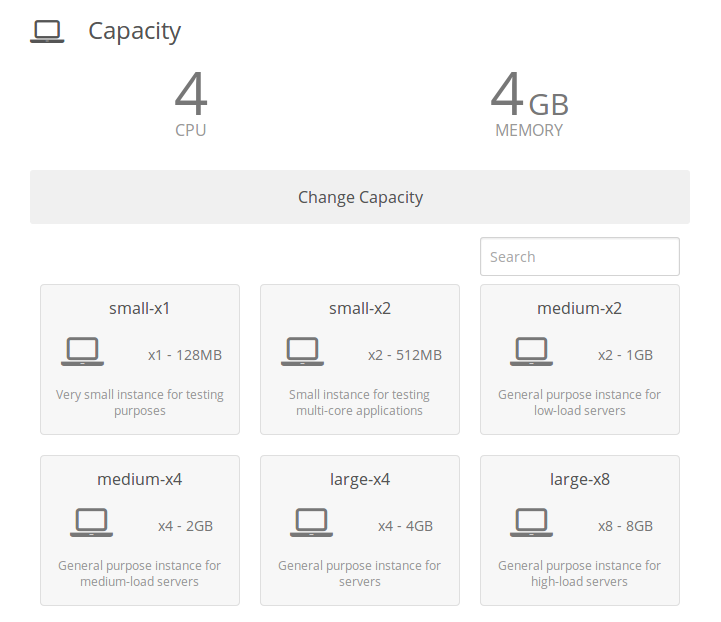 Capacity
4
CPU
4 GB
MEMORY
Change Capacity
Search
small-x1
x1 - 128MB
Very small instance for testing
purposes
small-x2
x2 - 512MB
Small instance for testing
multi-core applications
medium-x2
x2 - 1GB
General purpose instance for
low-load servers
medium-x4
x4 - 2GB
General purpose instance for
medium-load servers
large-x4
x4 - 4GB
General purpose instance for
servers
large-x8
x8 - 8GB
General purpose instance for
high-load servers